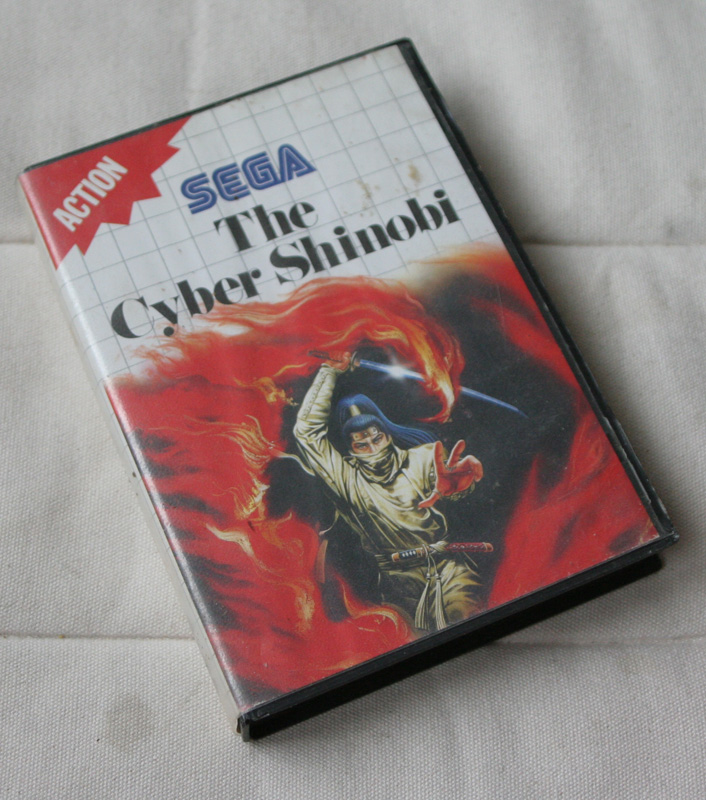 ACTION
SEGA
The
Cyber Shinobi